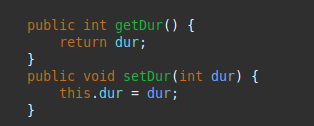 public int getDur() {
    return dur;
}
public void setDur(int dur) {
    this.dur = dur;
}